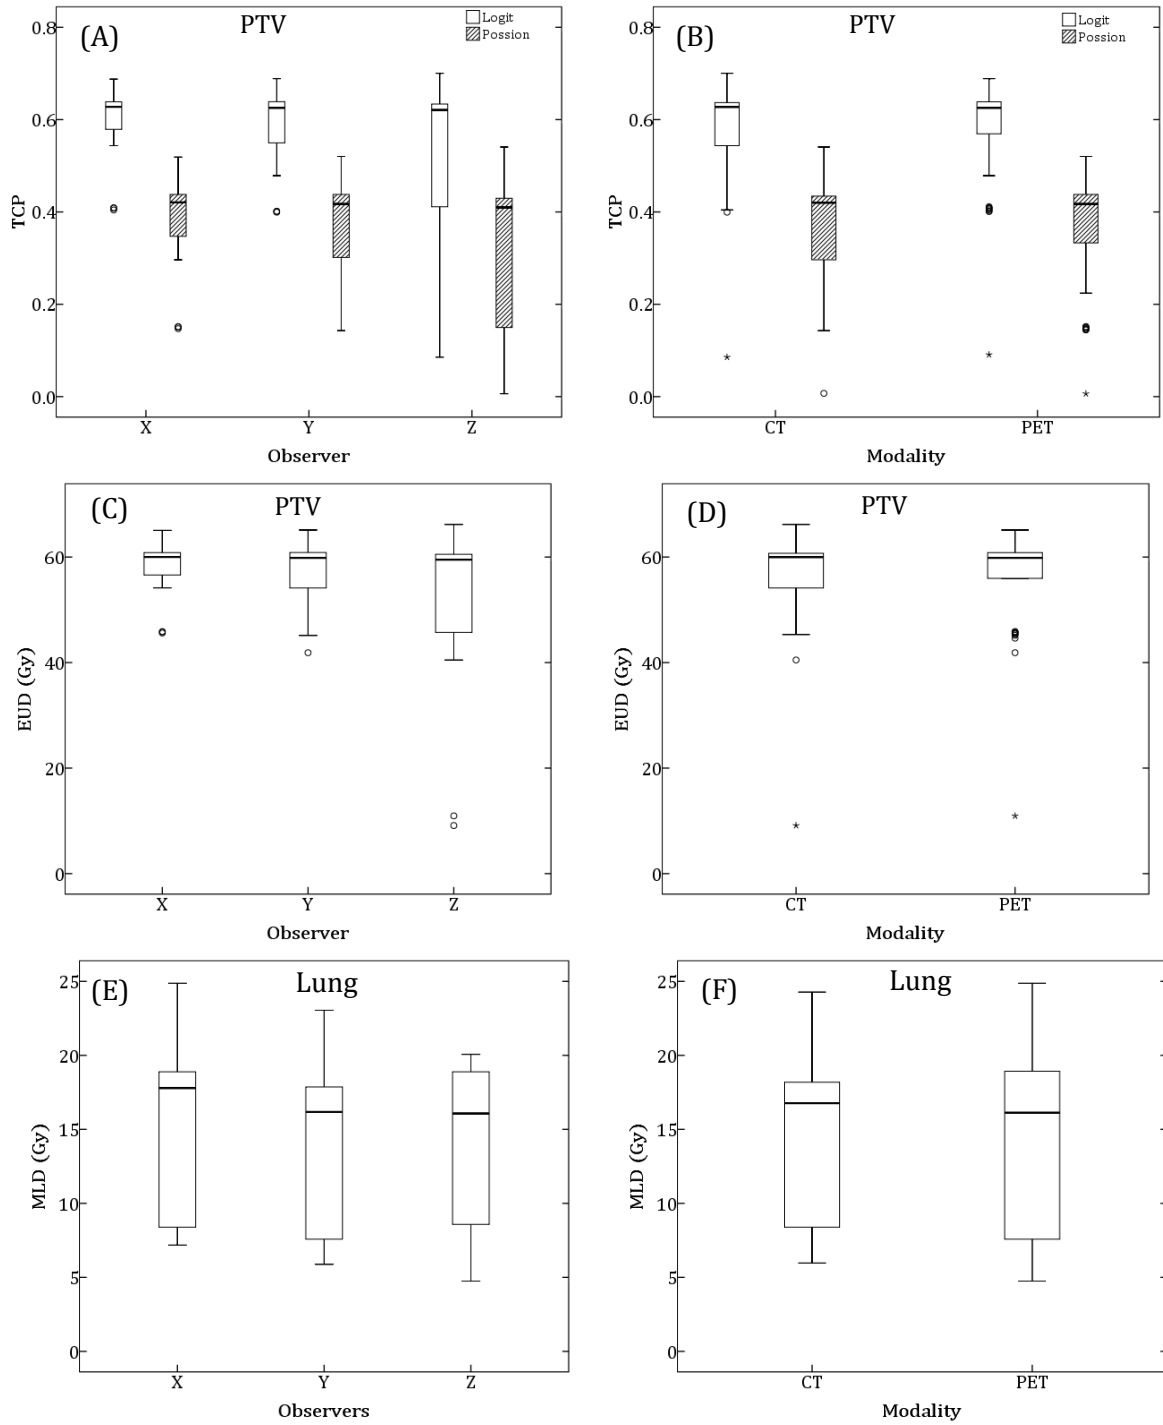 (A) PTV
Logit
Possion
0.8
0.6
0.4
0.2
0.0
TCP
X Y Z
Observer
(B) PTV
Logit
Possion
0.8
0.6
0.4
0.2
0.0
TCP
CT PET
Modality
(C) PTV
60
40
20
0
EUD (Gy)
X Y Z
Observer
(D) PTV
60
40
20
0
EUD (Gy)
CT PET
Modality
(E) Lung
25
20
15
10
5
0
MLD (Gy)
X Y Z
Observers
(F) Lung
25
20
15
10
5
0
MLD (Gy)
CT PET
Modality